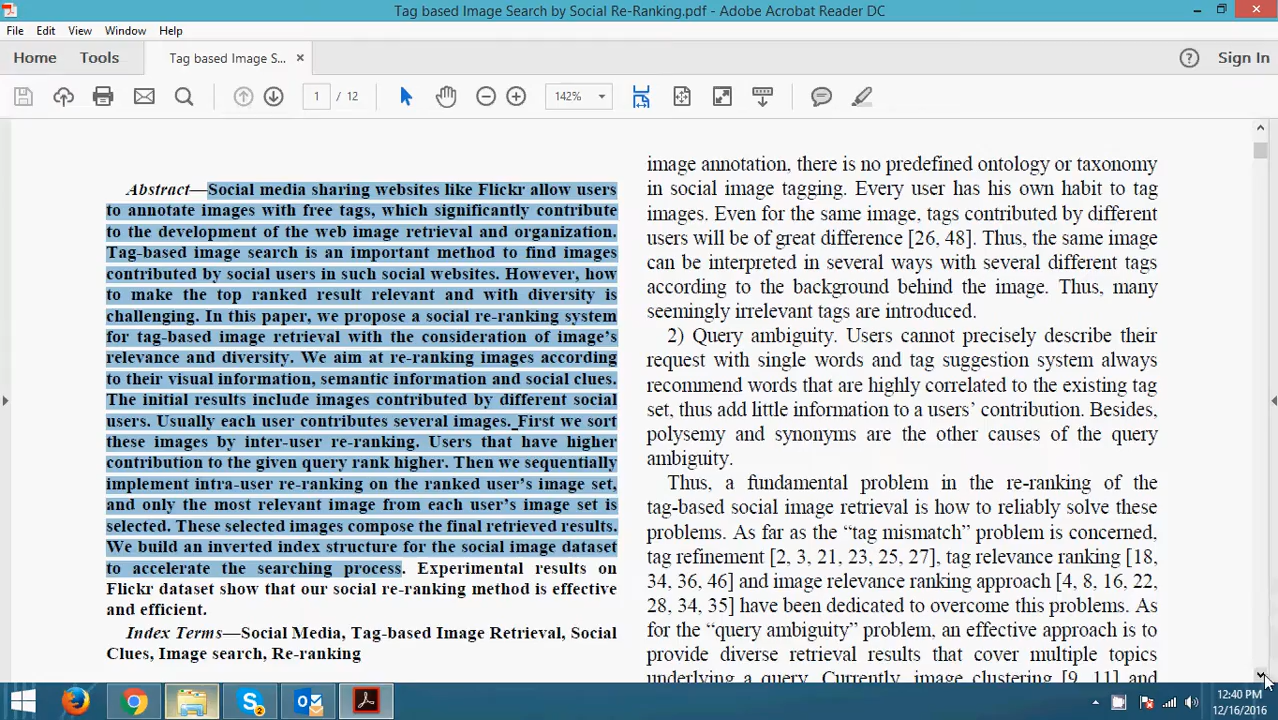 Tag based Image Search by Social Re-Ranking.pdf - Adobe Acrobat Reader DC
File Edit View Window Help
Home Tools Tag based Image S... × Sign In
1 / 12 142%
Abstract—Social media sharing websites like Flickr allow users
to annotate images with free tags, which significantly contribute
to the development of the web image retrieval and organization.
Tag-based image search is an important method to find images
contributed by social users in such social websites. However, how
to make the top ranked result relevant and with diversity is
challenging. In this paper, we propose a social re-ranking system
for tag-based image retrieval with the consideration of image's
relevance and diversity. We aim at re-ranking images according
to their visual information, semantic information and social clues.
The initial results include images contributed by different social
users. Usually each user contributes several images. First we sort
these images by inter-user re-ranking. Users that have higher
contribution to the given query rank higher. Then we sequentially
implement intra-user re-ranking on the ranked user's image set,
and only the most relevant image from each user's image set is
selected. These selected images compose the final retrieved results.
We build an inverted index structure for the social image dataset
to accelerate the searching process. Experimental results on
Flickr dataset show that our social re-ranking method is effective
and efficient.
Index Terms—Social Media, Tag-based Image Retrieval, Social
Clues, Image search, Re-ranking
image annotation, there is no predefined ontology or taxonomy
in social image tagging. Every user has his own habit to tag
images. Even for the same image, tags contributed by different
users will be of great difference [26, 48]. Thus, the same image
can be interpreted in several ways with several different tags
according to the background behind the image. Thus, many
seemingly irrelevant tags are introduced.
2) Query ambiguity. Users cannot precisely describe their
request with single words and tag suggestion system always
recommend words that are highly correlated to the existing tag
set, thus add little information to a users' contribution. Besides,
polysemy and synonyms are the other causes of the query
ambiguity.
Thus, a fundamental problem in the re-ranking of the
tag-based social image retrieval is how to reliably solve these
problems. As far as the "tag mismatch" problem is concerned,
tag refinement [2, 3, 21, 23, 25, 27], tag relevance ranking [18,
34, 36, 46] and image relevance ranking approach [4, 8, 16, 22,
28, 34, 35] have been dedicated to overcome this problems. As
for the "query ambiguity" problem, an effective approach is to
provide diverse retrieval results that cover multiple topics
underlying a query. Currently, image clustering [9, 11] and
12:40 PM
12/16/2016